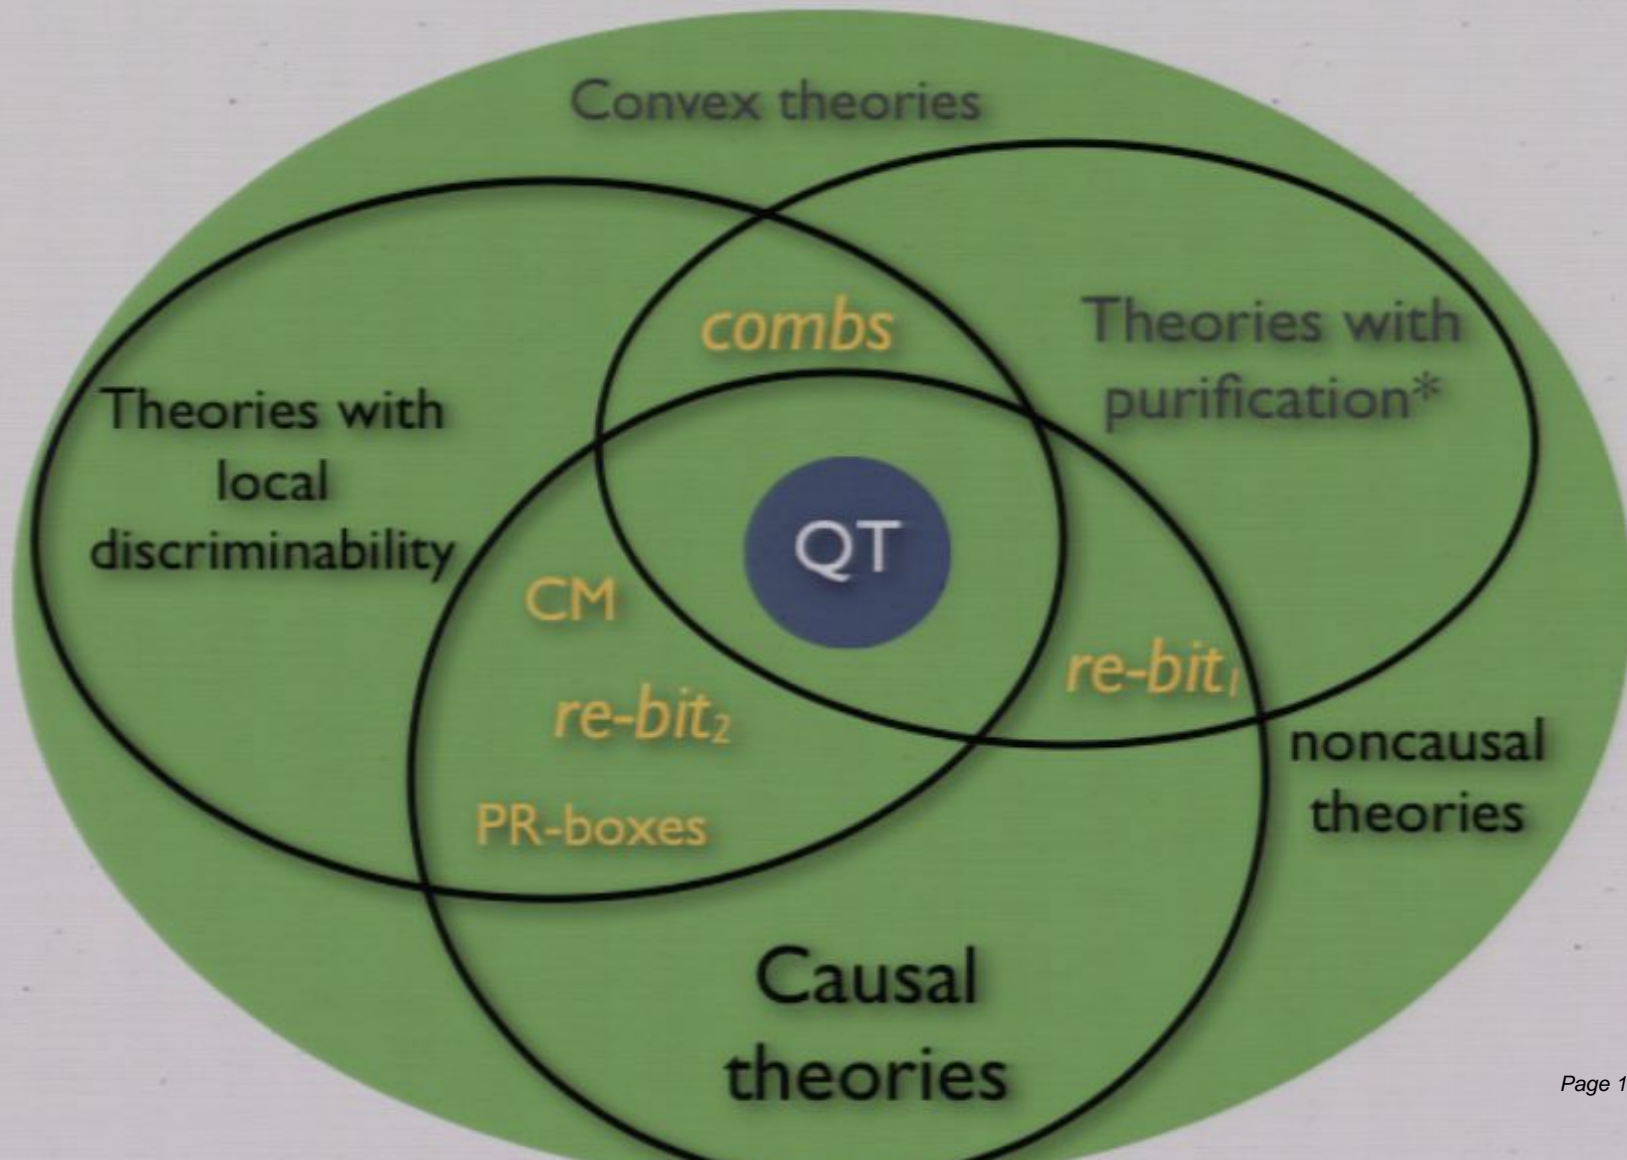 Convex theories
combs
Theories with
purification*
Theories with
local
discriminability
QT
CM
re-bit₁
re-bit₂
noncausal
theories
PR-boxes
Causal
theories
Page 1